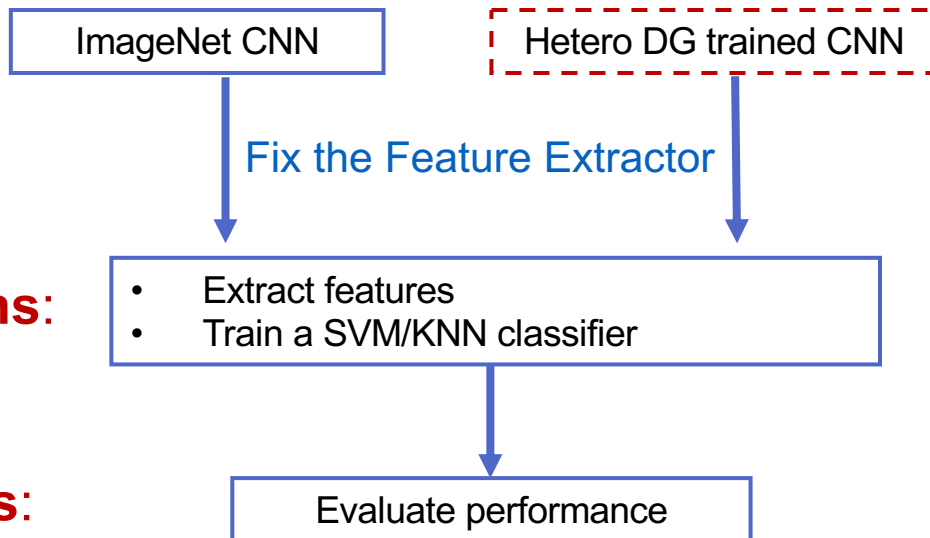 ImageNet CNN
Hetero DG trained CNN
Fix the Feature Extractor
ns:
• Extract features
• Train a SVM/KNN classifier
s:
Evaluate performance